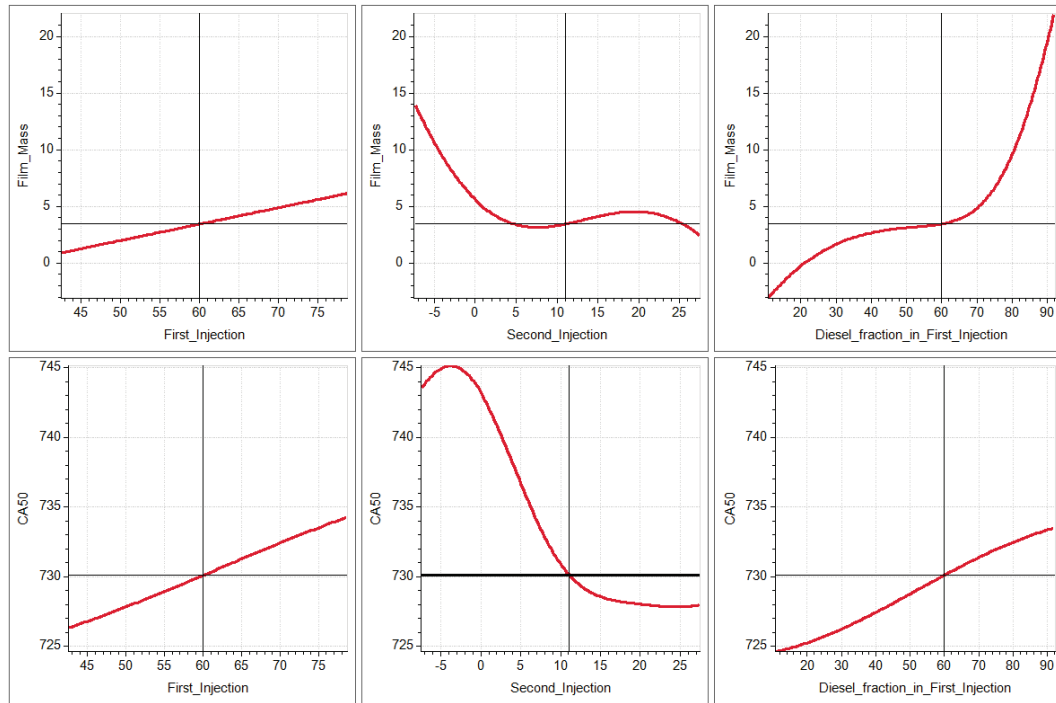 20
15
10
5
0
Film_Mass
45 50 55 60 65 70 75
First_Injection
20
15
10
5
0
Film_Mass
-5 0 5 10 15 20 25
Second_Injection
20
15
10
5
0
Film_Mass
20 30 40 50 60 70 80 90
Diesel_fraction_in_First_Injection
745
740
735
730
725
CA50
45 50 55 60 65 70 75
First_Injection
745
740
735
730
725
CA50
-5 0 5 10 15 20 25
Second_Injection
745
740
735
730
725
CA50
20 30 40 50 60 70 80 90
Diesel_fraction_in_First_Injection